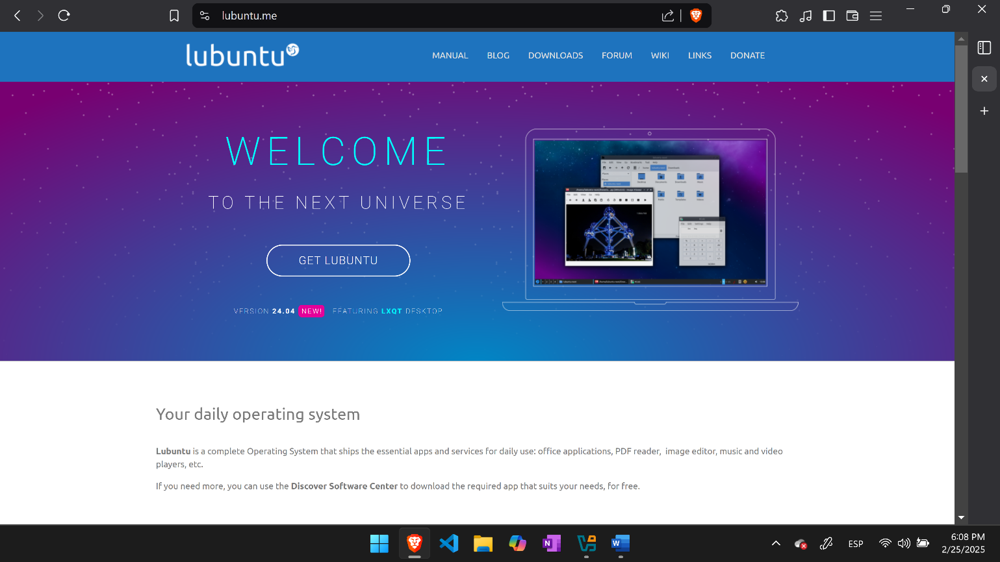 lubuntu.me
lubuntu
MANUAL BLOG DOWNLOADS FORUM WIKI LINKS DONATE
WELCOME
TO THE NEXT UNIVERSE
GET LUBUNTU
VERSION 24.04 NEW! FEATURING LXQT DESKTOP
Your daily operating system
Lubuntu is a complete Operating System that ships the essential apps and services for daily use: office applications, PDF reader, image editor, music and video
players, etc.
If you need more, you can use the Discover Software Center to download the required app that suits your needs, for free.
ESP
6:08 PM
2/25/2025